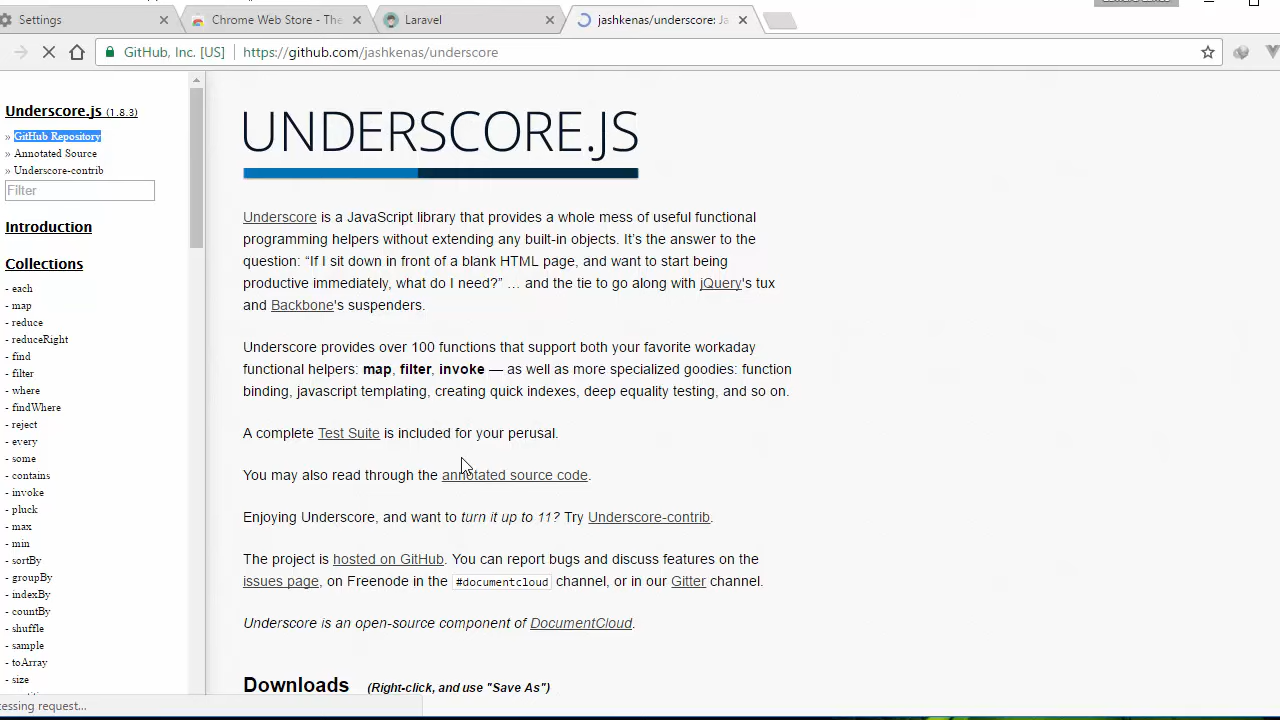 Settings
Chrome Web Store - The
Laravel
jashkenas/underscore: Ja
GitHub, Inc. [US]
https://github.com/jashkenas/underscore
Underscore.js (1.8.3)
» GitHub Repository
» Annotated Source
» Underscore-contrib
Filter
Introduction
Collections
- each
- map
- reduce
- reduceRight
- find
- filter
- where
- findWhere
- reject
- every
- some
- contains
- invoke
- pluck
- max
- min
- sortBy
- groupBy
- indexBy
- countBy
- shuffle
- sample
- toArray
- size
UNDERSCORE.JS
Underscore is a JavaScript library that provides a whole mess of useful functional
programming helpers without extending any built-in objects. It’s the answer to the
question: “If I sit down in front of a blank HTML page, and want to start being
productive immediately, what do I need?” … and the tie to go along with jQuery's tux
and Backbone's suspenders.
Underscore provides over 100 functions that support both your favorite workaday
functional helpers: map, filter, invoke — as well as more specialized goodies: function
binding, javascript templating, creating quick indexes, deep equality testing, and so on.
A complete Test Suite is included for your perusal.
You may also read through the annotated source code.
Enjoying Underscore, and want to turn it up to 11? Try Underscore-contrib.
The project is hosted on GitHub. You can report bugs and discuss features on the
issues page, on Freenode in the #documentcloud channel, or in our Gitter channel.
Underscore is an open-source component of DocumentCloud.
Downloads (Right-click, and use "Save As")
cessing request...